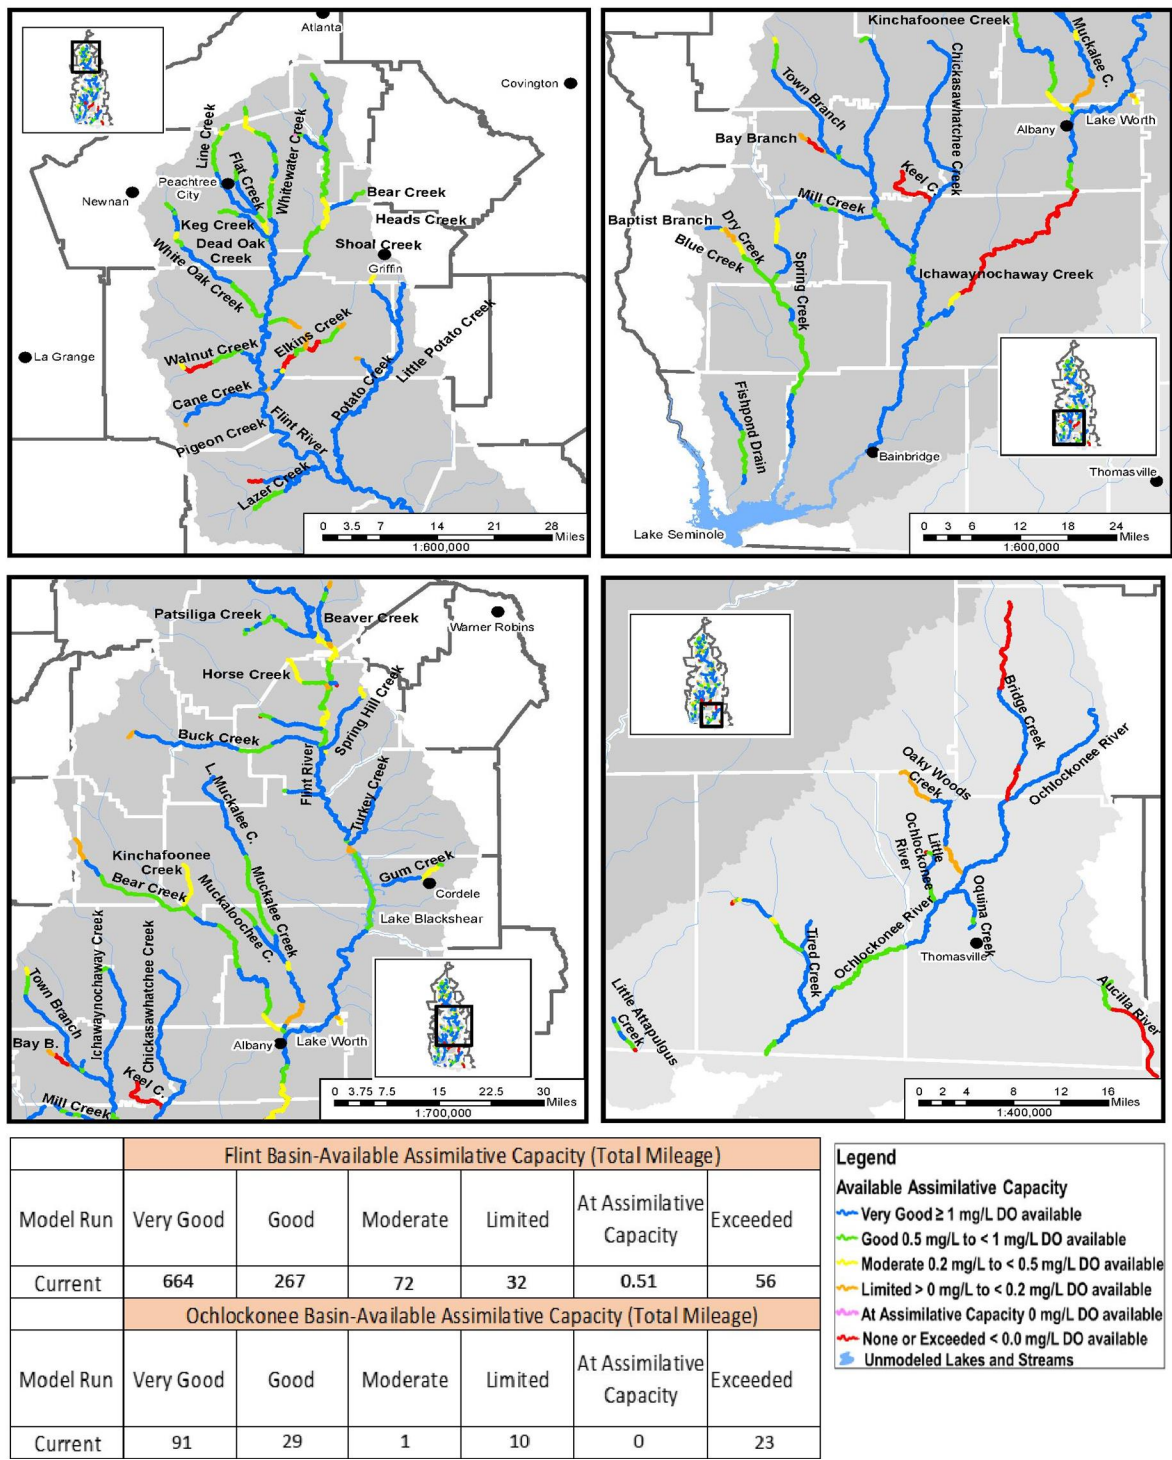 Atlanta
Covington
Line Creek
Flat Creek
Whitewater Creek
Peachtree
City
Newnan
Bear Creek
Keg Creek
Heads Creek
Dead Oak
Creek
Shoal Creek
Griffin
White Oak Creek
La Grange
Walnut Creek
Elkins Creek
Little Potato Creek
Potato Creek
Cane Creek
Pigeon Creek
Flint River
Lazer Creek
0 3.5 7 14 21 28
Miles
1:600,000
Kinchafoonee Creek
Muckalee C.
Chickasawhatchee Creek
Town Branch
Lake Worth
Albany
Bay Branch
Keel C.
Mill Creek
Baptist Branch
Dry Creek
Blue Creek
Spring Creek
Ichawaynochaway Creek
Fishpond Drain
Bainbridge
Thomasville
Lake Seminole
0 3 6 12 18 24
Miles
1:600,000
Patsiliga Creek
Beaver Creek
Warner Robins
Horse Creek
Spring Hill Creek
Buck Creek
Flint River
L. Muckalee C.
Turkey Creek
Kinchafoonee
Creek
Bear Creek
Gum Creek
Cordele
Muckalee Creek
Muckaloochee C.
Lake Blackshear
Ichawaynochaway Creek
Chickasawhatchee Creek
Town Branch
Bay B.
Albany
Lake Worth
Keel C.
Mill Creek
0 3.75 7.5 15 22.5 30
Miles
1:700,000
Bridge Creek
Ochlockonee River
Oaky Woods
Creek
Little
Ochlockonee
River
Oquina Creek
Ochlockonee River
Thomasville
Tired Creek
Little Attapulgus
Creek
Aucilla River
0 2 4 8 12 16
Miles
1:400,000
Flint Basin-Available Assimilative Capacity (Total Mileage)
Model Run Very Good Good Moderate Limited At Assimilative Capacity Exceeded
Current 664 267 72 32 0.51 56
Ochlockonee Basin-Available Assimilative Capacity (Total Mileage)
Model Run Very Good Good Moderate Limited At Assimilative Capacity Exceeded
Current 91 29 1 10 0 23
Legend
Available Assimilative Capacity
Very Good ≥ 1 mg/L DO available
Good 0.5 mg/L to < 1 mg/L DO available
Moderate 0.2 mg/L to < 0.5 mg/L DO available
Limited > 0 mg/L to < 0.2 mg/L DO available
At Assimilative Capacity 0 mg/L DO available
None or Exceeded < 0.0 mg/L DO available
Unmodeled Lakes and Streams